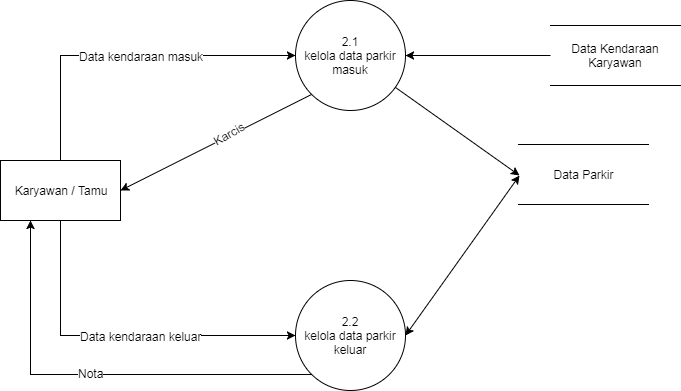 2.1
kelola data parkir
masuk
Data kendaraan masuk
Data Kendaraan
Karyawan
Karcis
Data Parkir
Karyawan / Tamu
2.2
kelola data parkir
keluar
Data kendaraan keluar
Nota